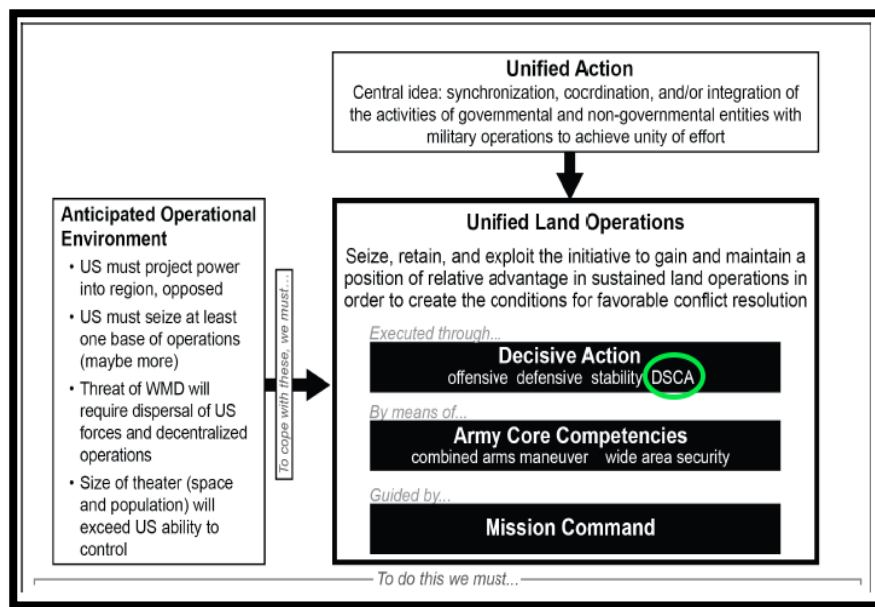 Unified Action
Central idea: synchronization, cocrdination, and/or integration of
the activities of governmental and non-governmental entities with
military operations to achieve unity of effort
Anticipated Operational
Environment
• US must project power
into region, opposed
• US must seize at least
one base of operations
(maybe more)
• Threat of WMD will
require dispersal of US
forces and decentralized
operations
• Size of theater (space
and population) will
exceed US ability to
control
To cope with these, we must...
Unified Land Operations
Seize, retain, and exploit the initiative to gain and maintain a
position of relative advantage in sustained land operations in
order to create the conditions for favorable conflict resolution
Executed through...
Decisive Action
offensive defensive stability DSCA
By means of...
Army Core Competencies
combined arms maneuver wide area security
Guided by...
Mission Command
To do this we must...